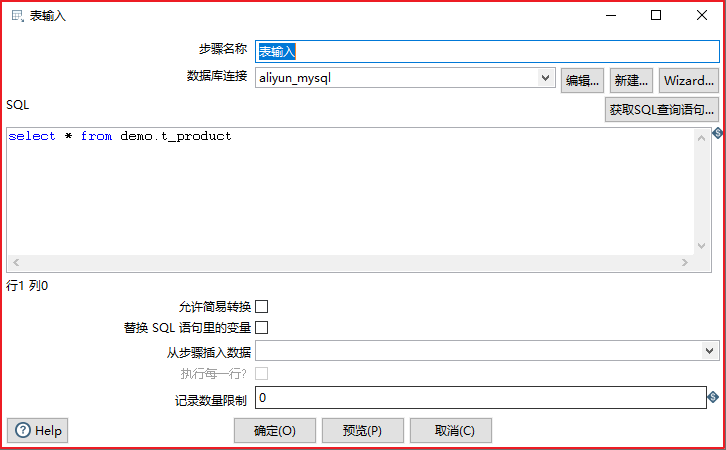 表输入
步骤名称 表输入
数据库连接 aliyun_mysql 编辑... 新建... Wizard...
SQL 获取SQL查询语句...
select * from demo.t_product
行1 列0
允许简易转换
替换 SQL 语句里的变量
从步骤插入数据
执行每一行?
记录数量限制 0
Help 确定(O) 预览(P) 取消(C)